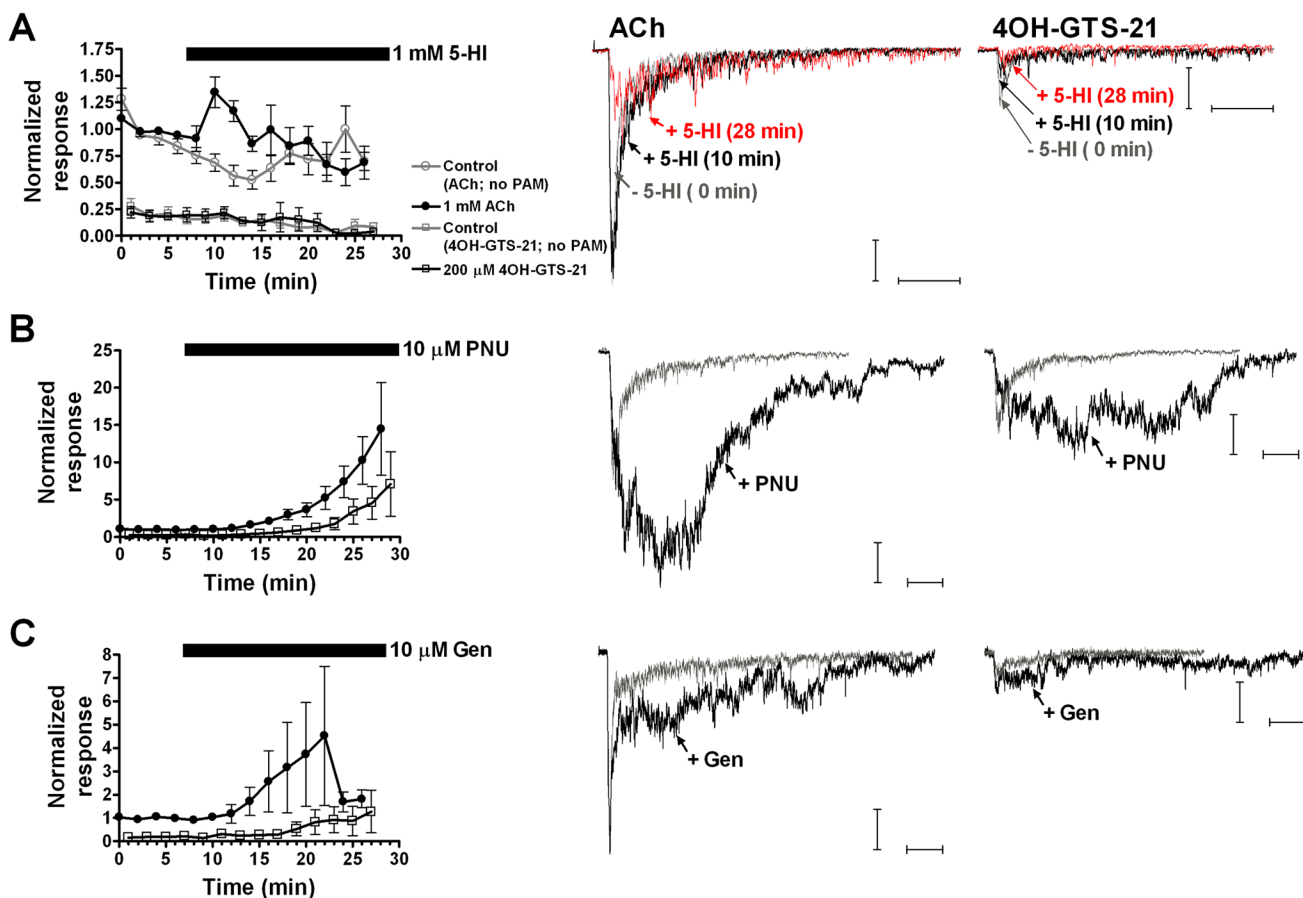 A
1 mM 5-HI
1.75
1.50
1.25
1.00
0.75
0.50
0.25
0.00
Normalized
response
0 5 10 15 20 25 30
Time (min)
Control
(ACh; no PAM)
1 mM ACh
Control
(4OH-GTS-21; no PAM)
200 μM 4OH-GTS-21
ACh
+ 5-HI (28 min)
+ 5-HI (10 min)
- 5-HI ( 0 min)
4OH-GTS-21
+ 5-HI (28 min)
+ 5-HI (10 min)
- 5-HI ( 0 min)
B
10 μM PNU
25
20
15
10
5
0
Normalized
response
0 5 10 15 20 25 30
Time (min)
+ PNU
+ PNU
C
10 μM Gen
8
7
6
5
4
3
2
1
0
Normalized
response
0 5 10 15 20 25 30
Time (min)
+ Gen
+ Gen